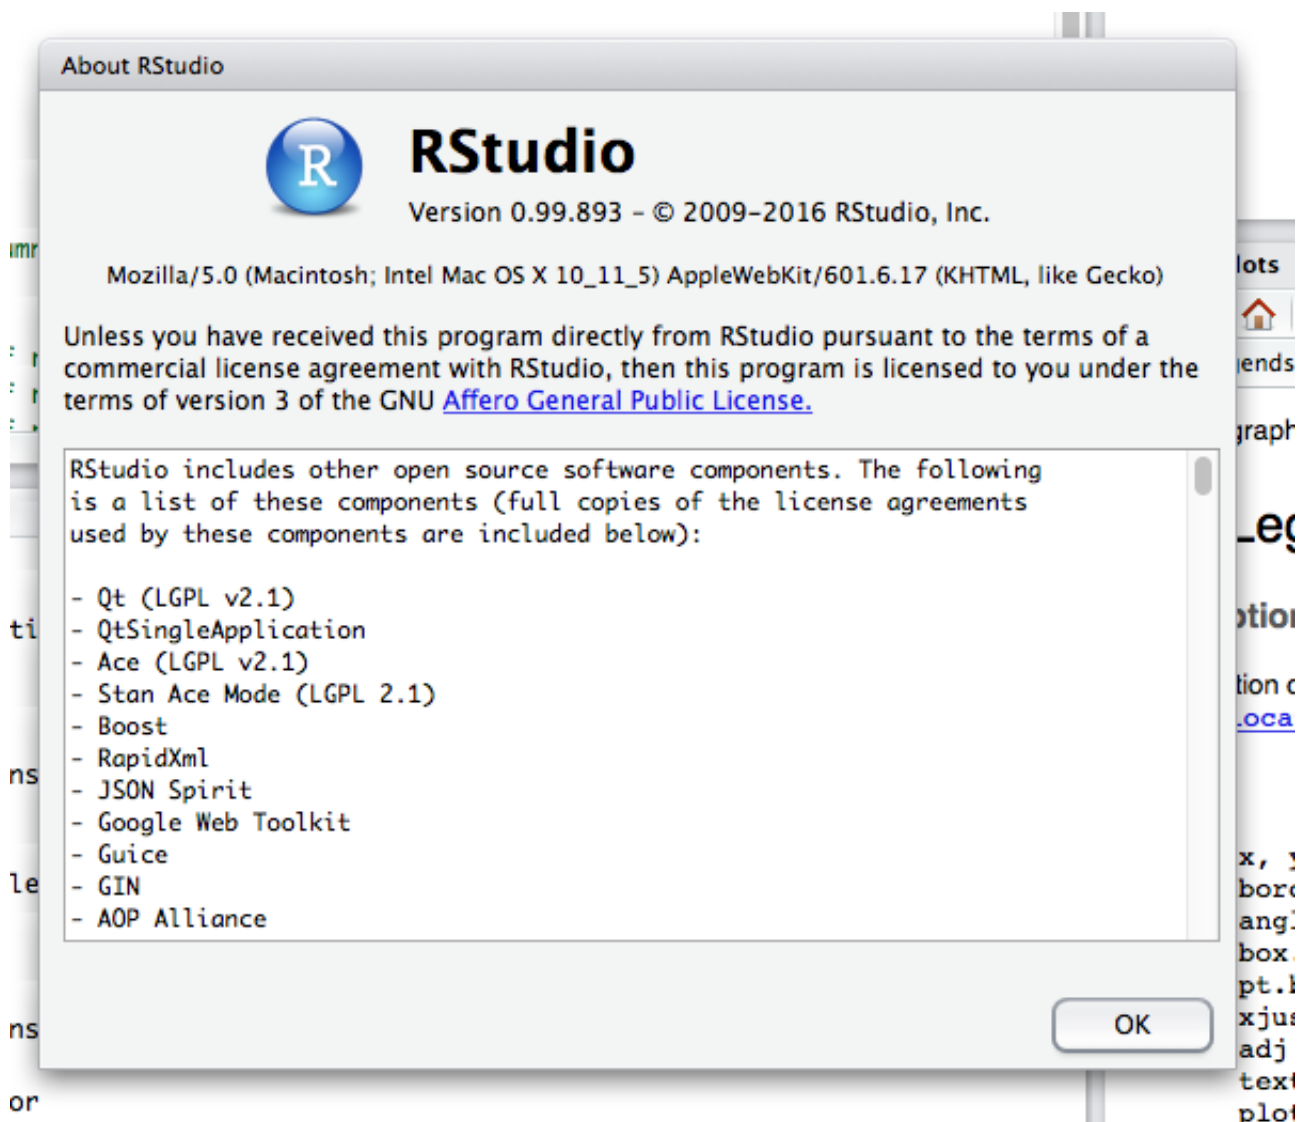 About RStudio
R
RStudio
Version 0.99.893 – © 2009–2016 RStudio, Inc.
Mozilla/5.0 (Macintosh; Intel Mac OS X 10_11_5) AppleWebKit/601.6.17 (KHTML, like Gecko)
Unless you have received this program directly from RStudio pursuant to the terms of a
commercial license agreement with RStudio, then this program is licensed to you under the
terms of version 3 of the GNU Affero General Public License.
RStudio includes other open source software components. The following
is a list of these components (full copies of the license agreements
used by these components are included below):
- Qt (LGPL v2.1)
- QtSingleApplication
- Ace (LGPL v2.1)
- Stan Ace Mode (LGPL 2.1)
- Boost
- RapidXml
- JSON Spirit
- Google Web Toolkit
- Guice
- GIN
- AOP Alliance
OK
lots
ends
graph
tion
x,
box
adj
text